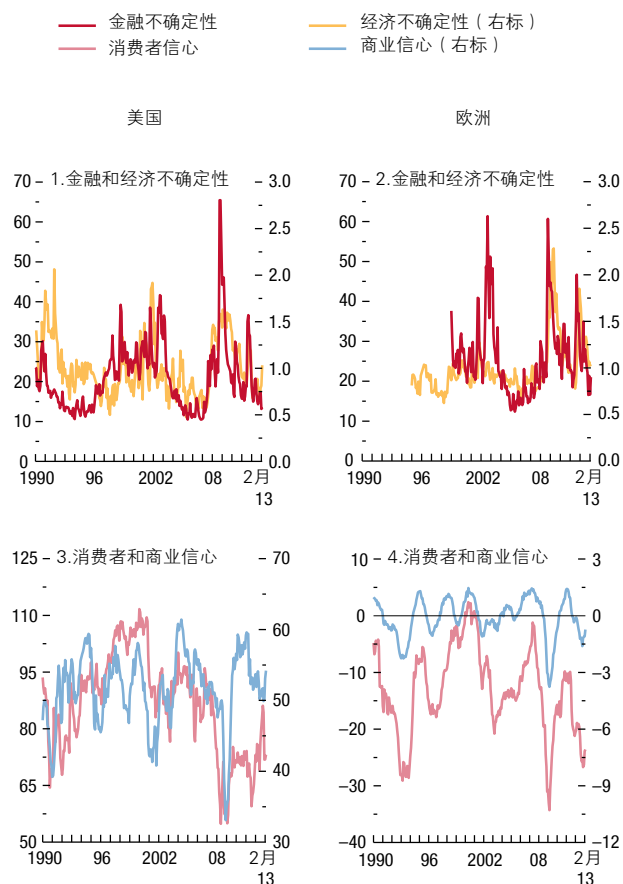 金融不确定性 经济不确定性（右标）
消费者信心 商业信心（右标）
美国 欧洲
1.金融和经济不确定性
70 3.0
60 2.5
50 2.0
40 1.5
30 1.0
20 0.5
10 0.0
0
1990 96 2002 08 2月
13
2.金融和经济不确定性
70 3.0
60 2.5
50 2.0
40 1.5
30 1.0
20 0.5
10 0.0
0
1990 96 2002 08 2月
13
3.消费者和商业信心
125 70
110 60
95 50
80 40
65 30
50
1990 96 2002 08 2月
13
4.消费者和商业信心
10 3
0 0
–10 –3
–20 –6
–30 –9
–40 –12
1990 96 2002 08 2月
13